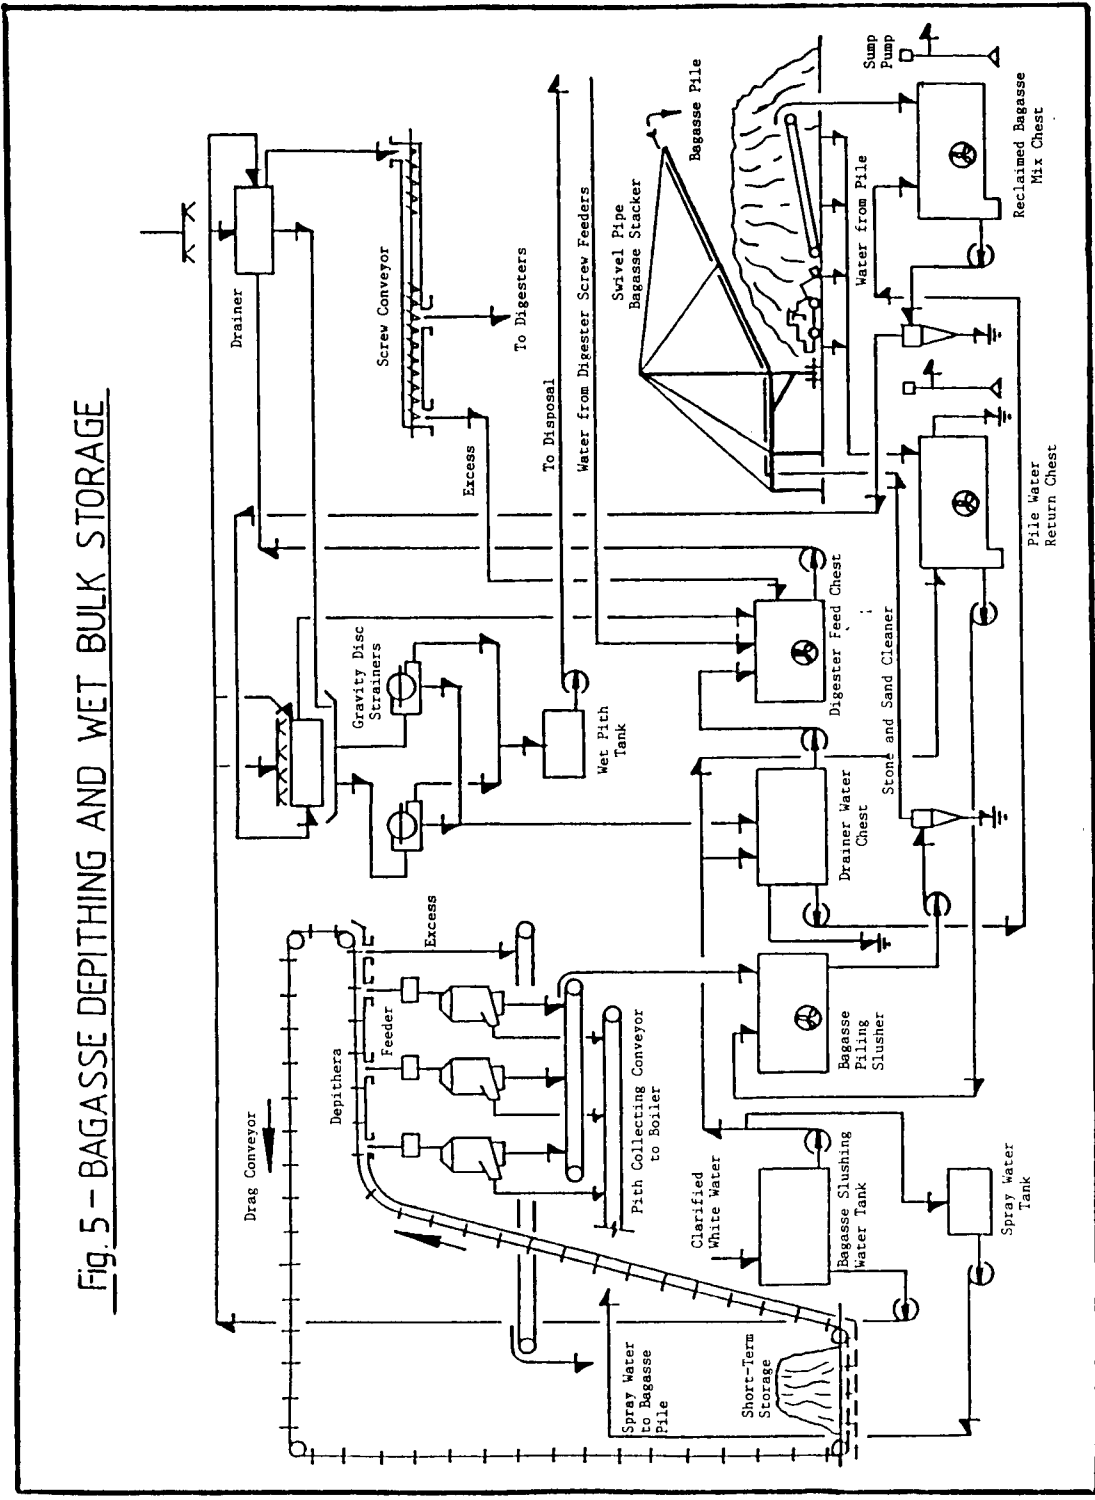 Fig. 5 – BAGASSE DEPITHING AND WET BULK STORAGE
Drag Conveyor
Depithera
Feeder
Excess
Pith Collecting Conveyor
to Boiler
Spray Water
to Bagasse
Pile
Short-Term
Storage
Clarified
White Water
Bagasse Slushing
Water Tank
Spray Water
Tank
Bagasse
Piling
Slusher
Drainer Water
Chest
Stone and Sand Cleaner
Digester Feed Chest
Gravity Disc
Strainers
Wet Pith
Tank
Drainer
Screw Conveyor
Excess
To Digesters
To Disposal
Water from Digester Screw Feeders
Swivel Pipe
Bagasse Stacker
Bagasse Pile
Water from Pile
Pile Water
Return Chest
Sump
Pump
Reclaimed Bagasse
Mix Chest